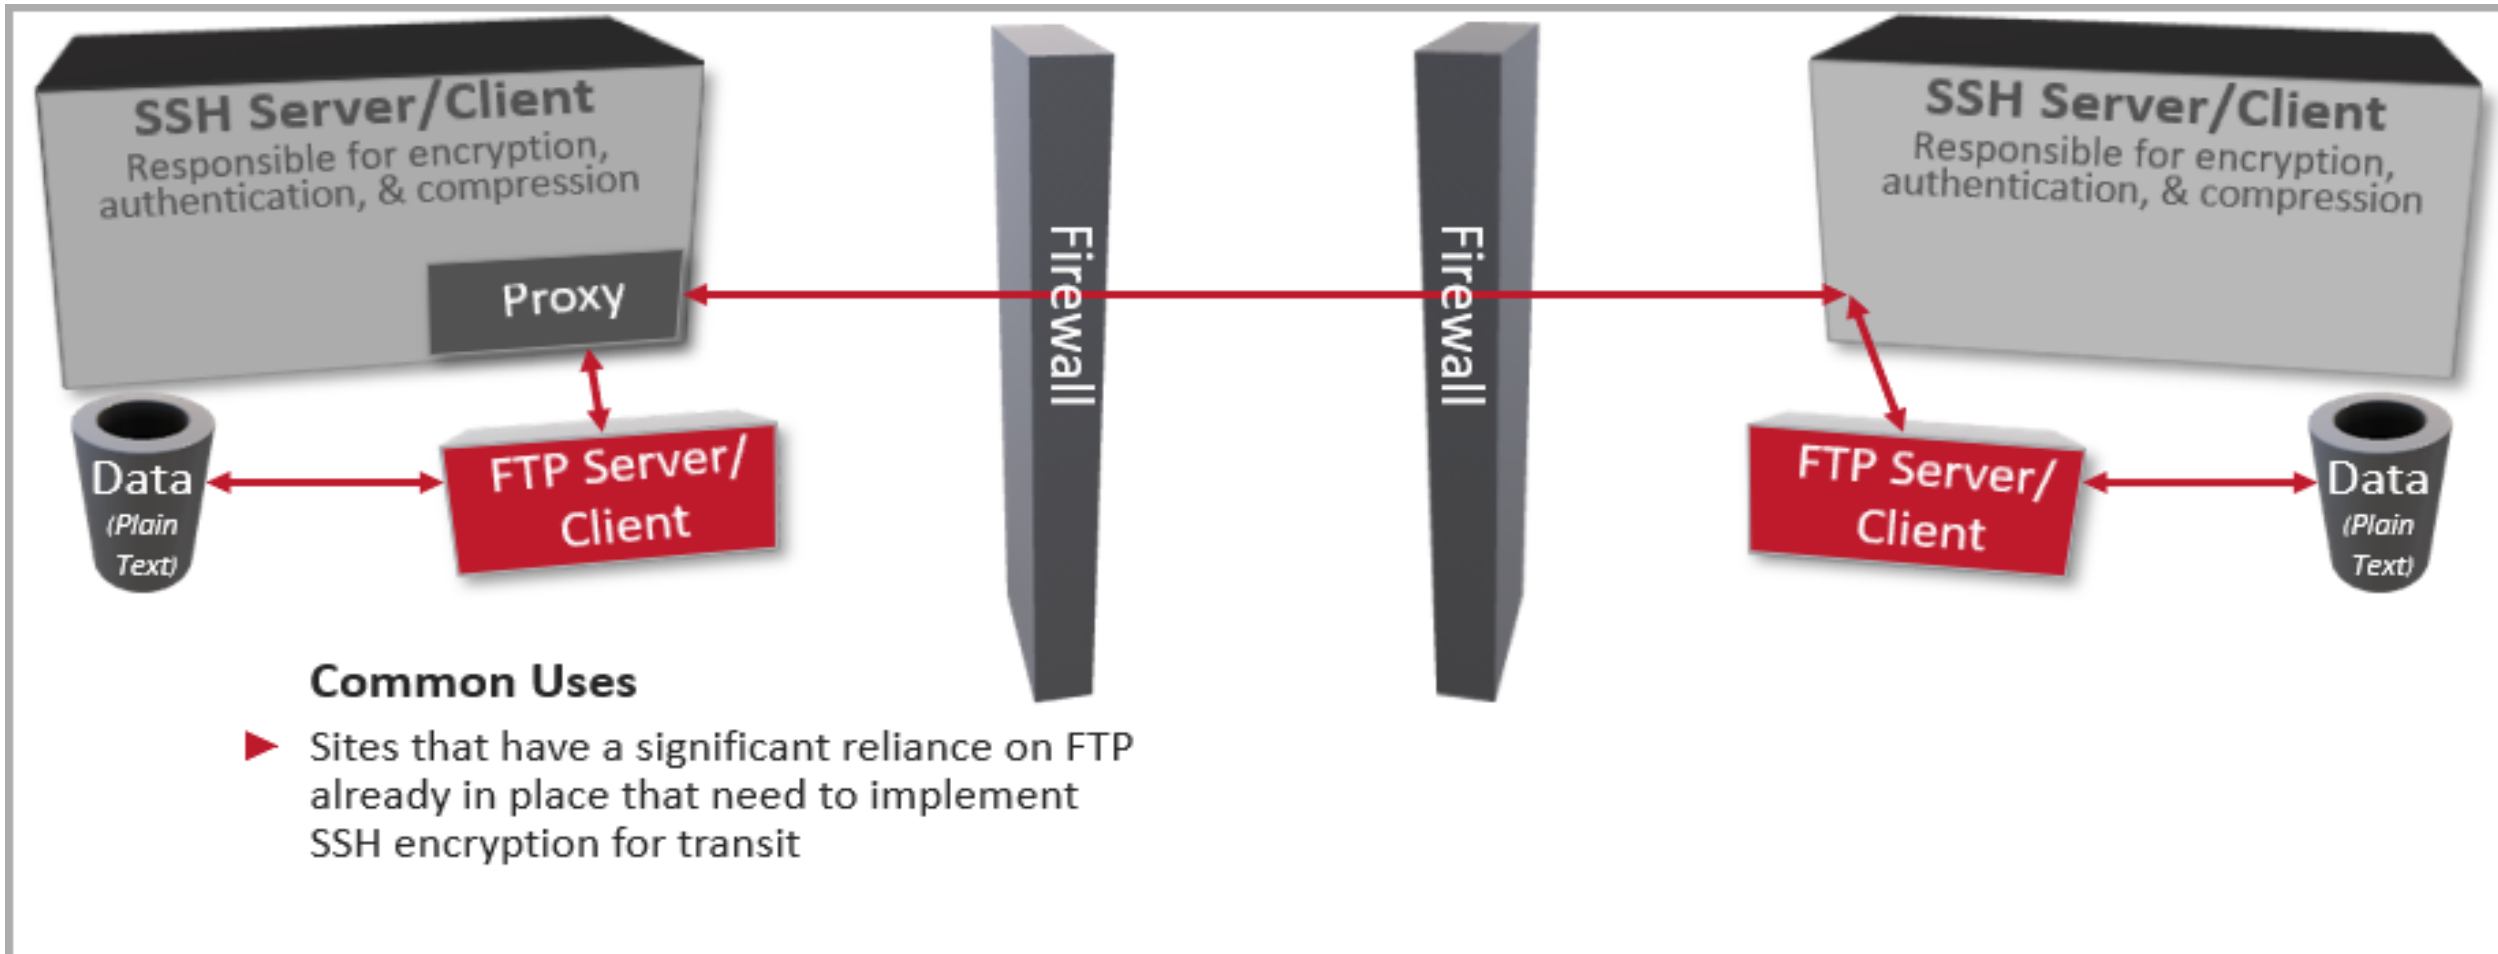 SSH Server/Client
Responsible for encryption,
authentication, & compression
Proxy
FTP Server/
Client
Data
(Plain
Text)
Firewall
Firewall
SSH Server/Client
Responsible for encryption,
authentication, & compression
FTP Server/
Client
Data
(Plain
Text)
Common Uses
Sites that have a significant reliance on FTP
already in place that need to implement
SSH encryption for transit